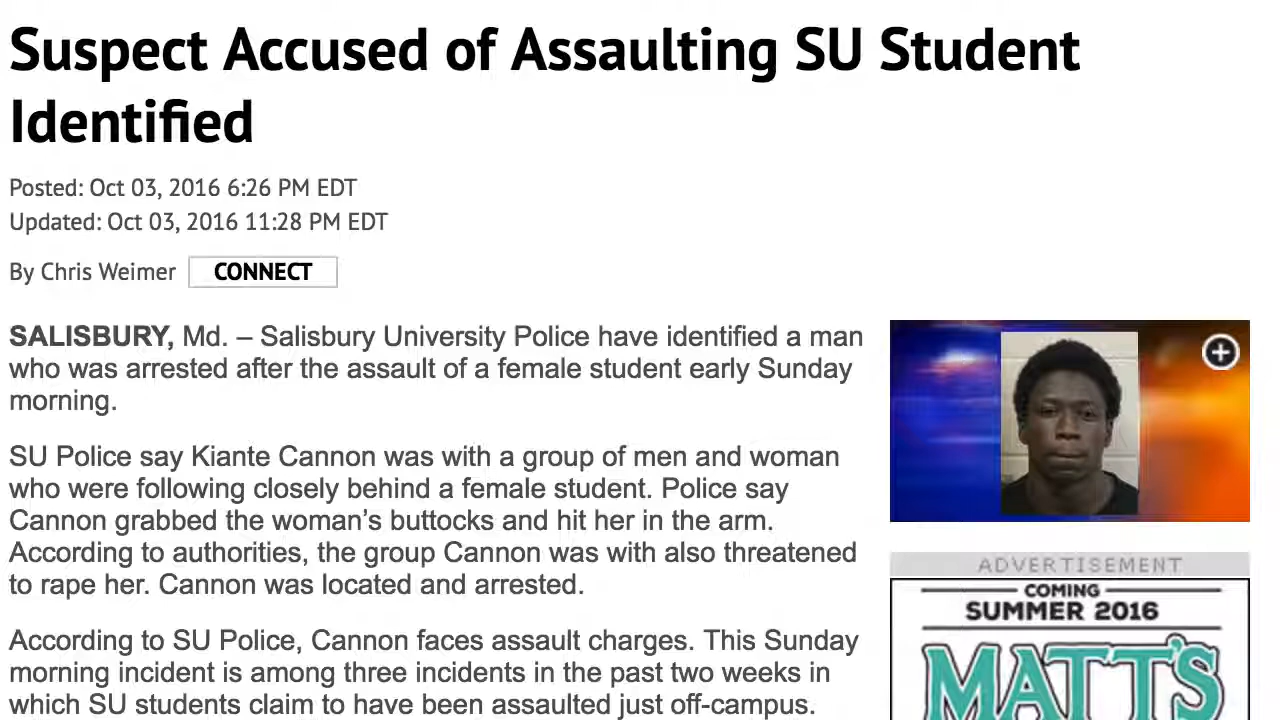 Suspect Accused of Assaulting SU Student
Identified
Posted: Oct 03, 2016 6:26 PM EDT
Updated: Oct 03, 2016 11:28 PM EDT
By Chris Weimer CONNECT
SALISBURY, Md. – Salisbury University Police have identified a man
who was arrested after the assault of a female student early Sunday
morning.
SU Police say Kiante Cannon was with a group of men and woman
who were following closely behind a female student. Police say
Cannon grabbed the woman’s buttocks and hit her in the arm.
According to authorities, the group Cannon was with also threatened
to rape her. Cannon was located and arrested.
According to SU Police, Cannon faces assault charges. This Sunday
morning incident is among three incidents in the past two weeks in
which SU students claim to have been assaulted just off-campus.
ADVERTISEMENT
COMING
SUMMER 2016
MATT'S